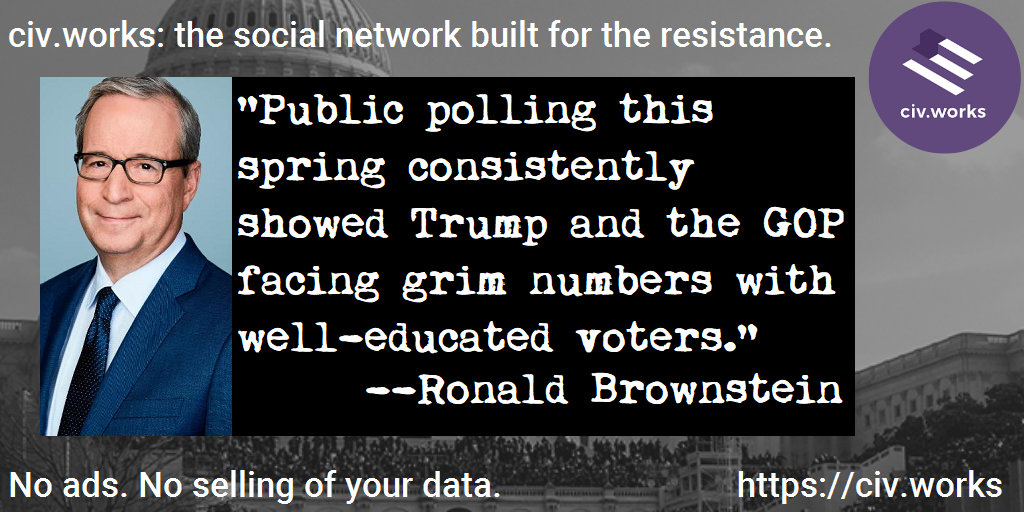 civ.works: the social network built for the resistance.
civ.works
"Public polling this
spring consistently
showed Trump and the GOP
facing grim numbers with
well-educated voters."
--Ronald Brownstein
No ads. No selling of your data.
https://civ.works